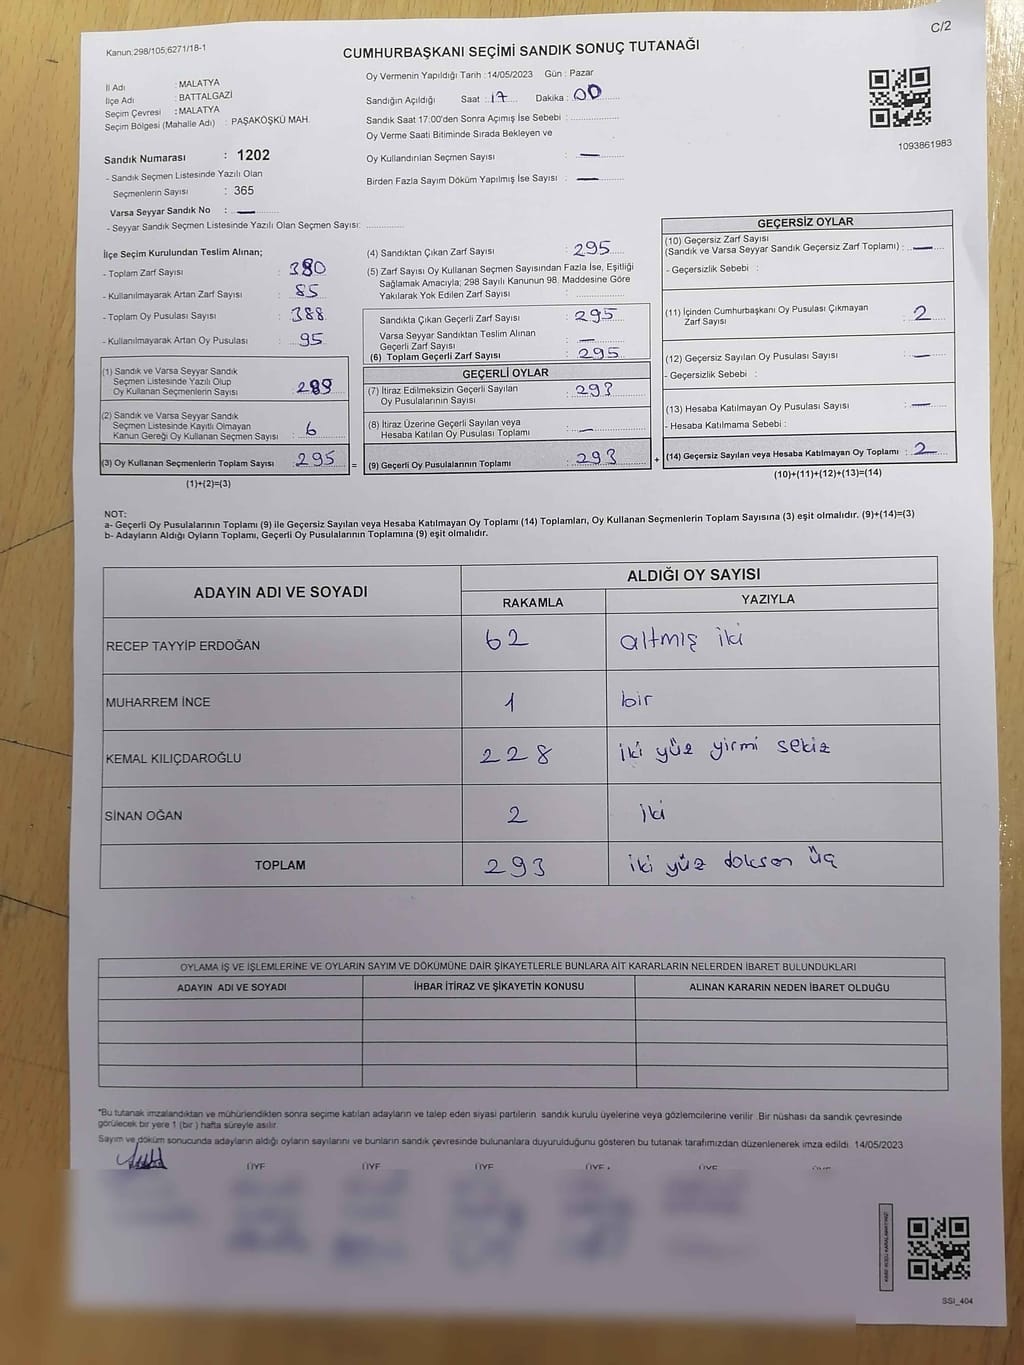 C/2
Kanun,298/105;6271/18-1
CUMHURBAŞKANI SEÇİMİ SANDIK SONUÇ TUTANAĞI
İl Adı : MALATYA
İlçe Adı : BATTALGAZİ
Seçim Çevresi : MALATYA
Seçim Bölgesi (Mahalle Adı) : PAŞAKÖŞKÜ MAH.
Sandık Numarası : 1202
- Sandık Seçmen Listesinde Yazılı Olan
Seçmenlerin Sayısı : 365
Varsa Seyyar Sandık No : —
- Seyyar Sandık Seçmen Listesinde Yazılı Olan Seçmen Sayısı:
Oy Vermenin Yapıldığı Tarih :14/05/2023 Gün : Pazar
Sandığın Açıldığı Saat : 17 Dakika : 00
Sandık Saat 17:00'den Sonra Açımış İse Sebebi :
Oy Verme Saati Bitiminde Sırada Bekleyen ve
Oy Kullandırılan Seçmen Sayısı : —
Birden Fazla Sayım Döküm Yapılmış İse Sayısı : —
1093861983
İlçe Seçim Kurulundan Teslim Alınan;
- Toplam Zarf Sayısı : 380
- Kullanılmayarak Artan Zarf Sayısı : 85
- Toplam Oy Pusulası Sayısı : 388
- Kullanılmayarak Artan Oy Pusulası : 95
(1) Sandık ve Varsa Seyyar Sandık
Seçmen Listesinde Yazılı Olup
Oy Kullanan Seçmenlerin Sayısı : 289
(2) Sandık ve Varsa Seyyar Sandık
Seçmen Listesinde Kayıtlı Olmayan
Kanun Gereği Oy Kullanan Seçmen Sayısı : 6
(3) Oy Kullanan Seçmenlerin Toplam Sayısı : 295
(1)+(2)=(3)
=
(4) Sandıktan Çıkan Zarf Sayısı : 295
(5) Zarf Sayısı Oy Kullanan Seçmen Sayısından Fazla İse, Eşitliği
Sağlamak Amacıyla; 298 Sayılı Kanunun 98. Maddesine Göre
Yakılarak Yok Edilen Zarf Sayısı :
Sandıkta Çıkan Geçerli Zarf Sayısı : 295
Varsa Seyyar Sandıktan Teslim Alınan
Geçerli Zarf Sayısı : —
(6) Toplam Geçerli Zarf Sayısı : 295
GEÇERLİ OYLAR
(7) İtiraz Edilmeksizin Geçerli Sayılan
Oy Pusulalarının Sayısı : 293
(8) İtiraz Üzerine Geçerli Sayılan veya
Hesaba Katılan Oy Pusulası Toplamı : —
(9) Geçerli Oy Pusulalarının Toplamı : 293
+
GEÇERSİZ OYLAR
(10) Geçersiz Zarf Sayısı
(Sandık ve Varsa Seyyar Sandık Geçersiz Zarf Toplamı) : —
- Geçersizlik Sebebi :
(11) İçinden Cumhurbaşkanı Oy Pusulası Çıkmayan
Zarf Sayısı : 2
(12) Geçersiz Sayılan Oy Pusulası Sayısı : —
- Geçersizlik Sebebi :
(13) Hesaba Katılmayan Oy Pusulası Sayısı : —
- Hesaba Katılmama Sebebi :
(14) Geçersiz Sayılan veya Hesaba Katılmayan Oy Toplamı : 2
(10)+(11)+(12)+(13)=(14)
NOT:
a- Geçerli Oy Pusulalarının Toplamı (9) ile Geçersiz Sayılan veya Hesaba Katılmayan Oy Toplamı (14) Toplamları, Oy Kullanan Seçmenlerin Toplam Sayısına (3) eşit olmalıdır. (9)+(14)=(3)
b- Adayların Aldığı Oyların Toplamı, Geçerli Oy Pusulalarının Toplamına (9) eşit olmalıdır.
ADAYIN ADI VE SOYADI
ALDIĞI OY SAYISI
RAKAMLA YAZIYLA
RECEP TAYYİP ERDOĞAN 62 altmış iki
MUHARREM İNCE 1 bir
KEMAL KILIÇDAROĞLU 228 iki yüz yirmi sekiz
SİNAN OĞAN 2 iki
TOPLAM 293 iki yüz doksan üç
OYLAMA İŞ VE İŞLEMLERİNE VE OYLARIN SAYIM VE DÖKÜMÜNE DAİR ŞİKAYETLERLE BUNLARA AİT KARARLARIN NELERDEN İBARET BULUNDUKLARI
ADAYIN ADI VE SOYADI İHBAR İTİRAZ VE ŞİKAYETİN KONUSU ALINAN KARARIN NEDEN İBARET OLDUĞU
*Bu tutanak imzalandıktan ve mühürlendikten sonra seçime katılan adayların ve talep eden siyasi partilerin sandık kurulu üyelerine veya gözlemcilerine verilir. Bir nüshası da sandık çevresinde
görülecek bir yere 1 (bir ) hafta süreyle asılır.
Sayım ve döküm sonucunda adayların aldığı oyların sayılarını ve bunların sandık çevresinde bulunanlara duyurulduğunu gösteren bu tutanak tarafımızdan düzenlenerek imza edildi. 14/05/2023
ÜYE ÜYE ÜYE ÜYE ÜYE ÜYE
SSI_404